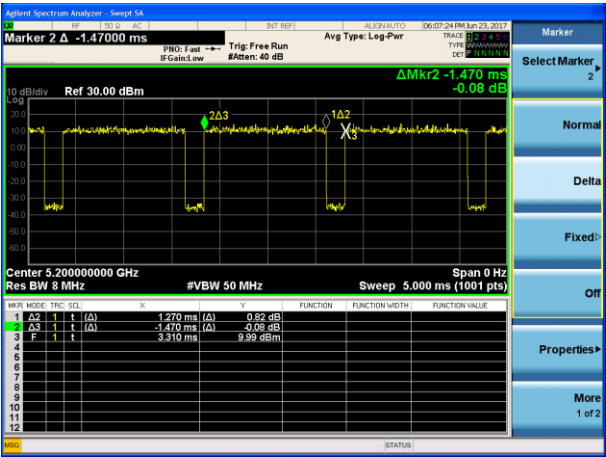 Agilent Spectrum Analyzer - Swept SA
RF 50 Ω AC INT REF ALIGN AUTO 06:07:24 PM Jun 23, 2017
Marker 2 Δ -1.47000 ms
PNO: Fast
IFGain:Low
Trig: Free Run
#Atten: 40 dB
Avg Type: Log-Pwr
TRACE 1 2 3 4 5 6
TYPE
DET P N N N N N
ΔMkr2 -1.470 ms
-0.08 dB
10 dB/div Ref 30.00 dBm
Log
20.0
10.0
0.00
-10.0
-20.0
-30.0
-40.0
-50.0
-60.0
2Δ3
1Δ2
X3
Center 5.200000000 GHz Span 0 Hz
Res BW 8 MHz #VBW 50 MHz Sweep 5.000 ms (1001 pts)
MKR MODE TRC SCL X Y FUNCTION FUNCTION WIDTH FUNCTION VALUE
1 Δ2 1 t (Δ) 1.270 ms (Δ) 0.82 dB
2 Δ3 1 t (Δ) -1.470 ms (Δ) -0.08 dB
3 F 1 t 3.310 ms 9.99 dBm
4
5
6
7
8
9
10
11
12
MSG STATUS
Marker
Select Marker
2
Normal
Delta
Fixed
Off
Properties
More
1 of 2